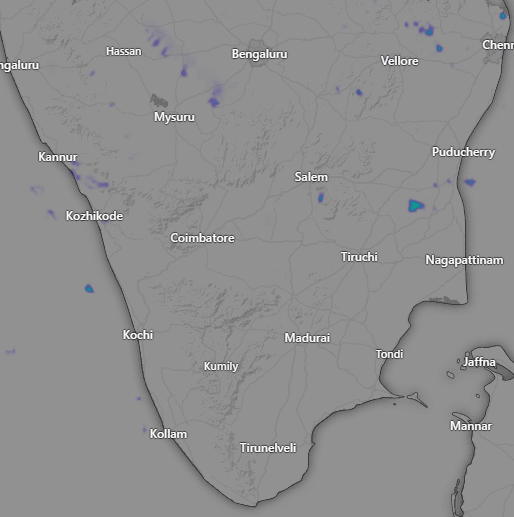 Hassan
Bengaluru
Chenn
ngaluru
Vellore
Mysuru
Kannur
Puducherry
Salem
Kozhikode
Coimbatore
Tiruchi
Nagapattinam
Kochi
Madurai
Tondi
Jaffna
Kumily
Mannar
Kollam
Tirunelveli